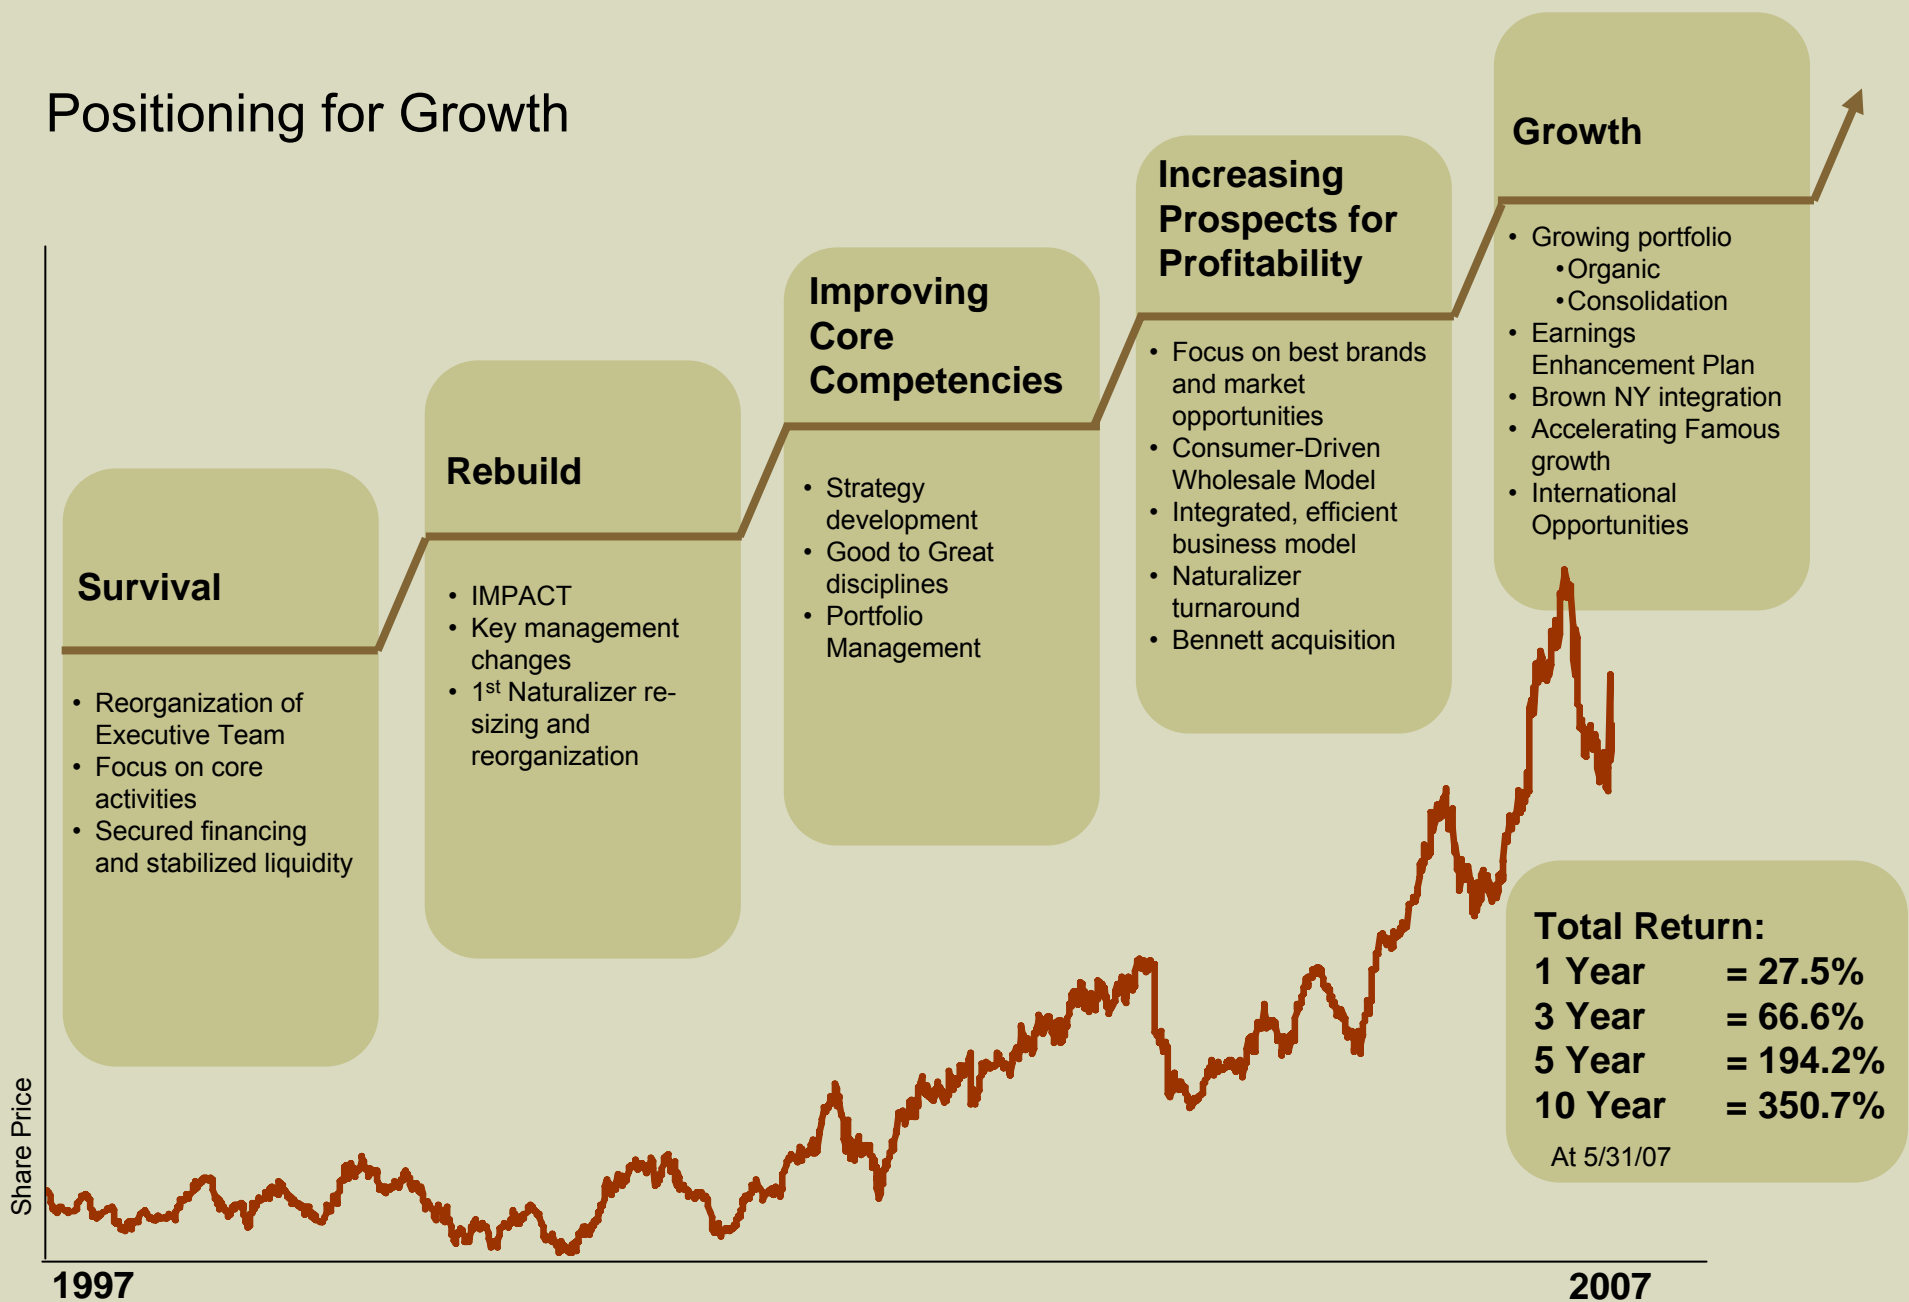 Positioning for Growth
Survival
• Reorganization of
Executive Team
• Focus on core
activities
• Secured financing
and stabilized liquidity
Rebuild
• IMPACT
• Key management
changes
• 1st Naturalizer re-
sizing and
reorganization
Improving
Core
Competencies
• Strategy
development
• Good to Great
disciplines
• Portfolio
Management
Increasing
Prospects for
Profitability
• Focus on best brands
and market
opportunities
• Consumer-Driven
Wholesale Model
• Integrated, efficient
business model
• Naturalizer
turnaround
• Bennett acquisition
Growth
• Growing portfolio
• Organic
• Consolidation
• Earnings
Enhancement Plan
• Brown NY integration
• Accelerating Famous
growth
• International
Opportunities
Total Return:
1 Year = 27.5%
3 Year = 66.6%
5 Year = 194.2%
10 Year = 350.7%
At 5/31/07
Share Price
1997
2007